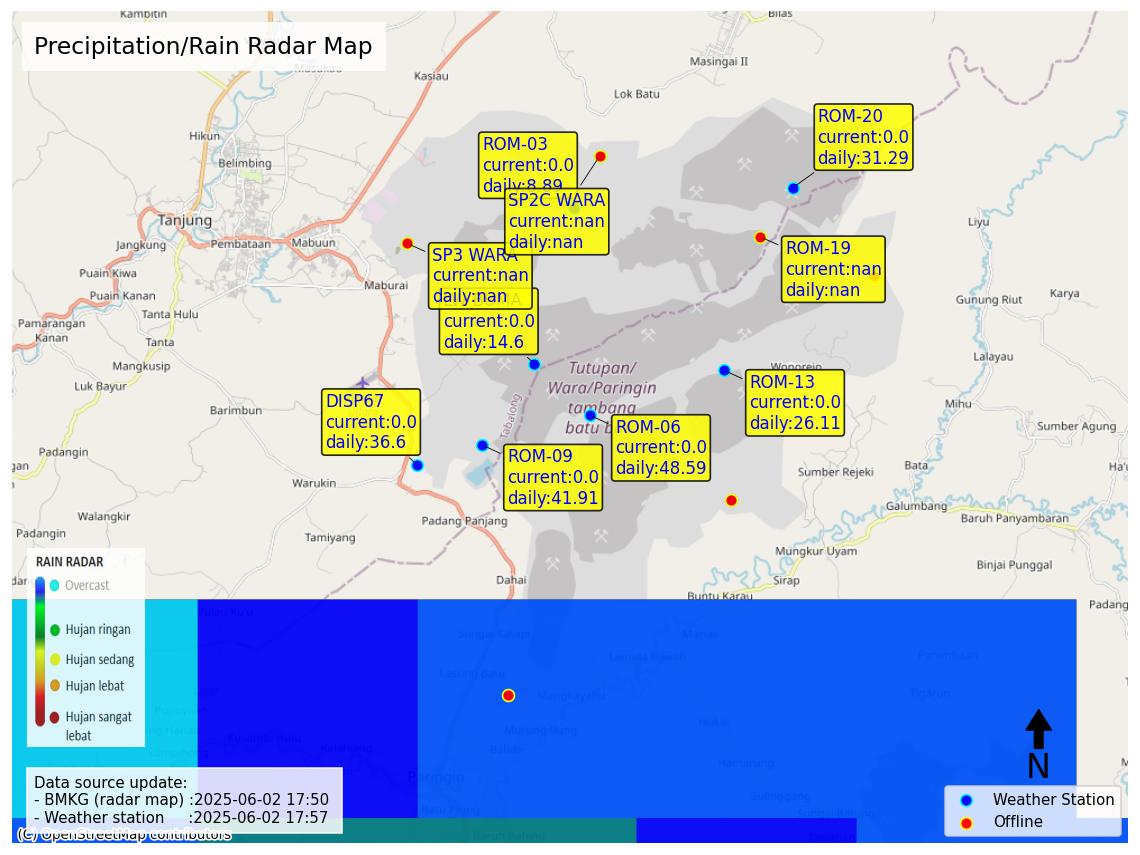 Precipitation/Rain Radar Map
Kambitin
Bilas
Masukau
Kasiau
Masingai II
Lok Batu
Hikun
Belimbing
ROM-03
current:0.0
daily:8.89
ROM-20
current:0.0
daily:31.29
SP2C WARA
current:nan
daily:nan
Tanjung
Jangkung
Pembataan
Mabuun
Liyu
SP3 WARA
current:nan
daily:nan
ROM-19
current:nan
daily:nan
Puain Kiwa
Maburai
Puain Kanan
Gunung Riut
Karya
Tanta Hulu
current:0.0
daily:14.6
Pamarangan
Kanan
Tanta
Mangkusip
Lalayau
Wonorejo
Tutupan/
Wara/Paringin
tambang
batu b
Luk Bayur
Barimbun
Tabalong
ROM-13
current:0.0
daily:26.11
Mihu
DISP67
current:0.0
daily:36.6
ROM-06
current:0.0
daily:48.59
Sumber Agung
ROM-09
current:0.0
daily:41.91
Bata
Sumber Rejeki
Warukin
Galumbang
Walangkir
Padang Panjang
Baruh Panyambaran
Padangin
Tamiyang
Mungkur Uyam
Binjai Punggal
Dahai
Sirap
Buntu Karau
Padang
RAIN RADAR
Overcast
Hujan ringan
Hujan sedang
Hujan lebat
Hujan sangat
lebat
Mangkayahu
Murung Ilung
Balida
Paringin
N
Data source update:
- BMKG (radar map) :2025-06-02 17:50
- Weather station :2025-06-02 17:57
Weather Station
Offline
(C) OpenStreetMap contributors